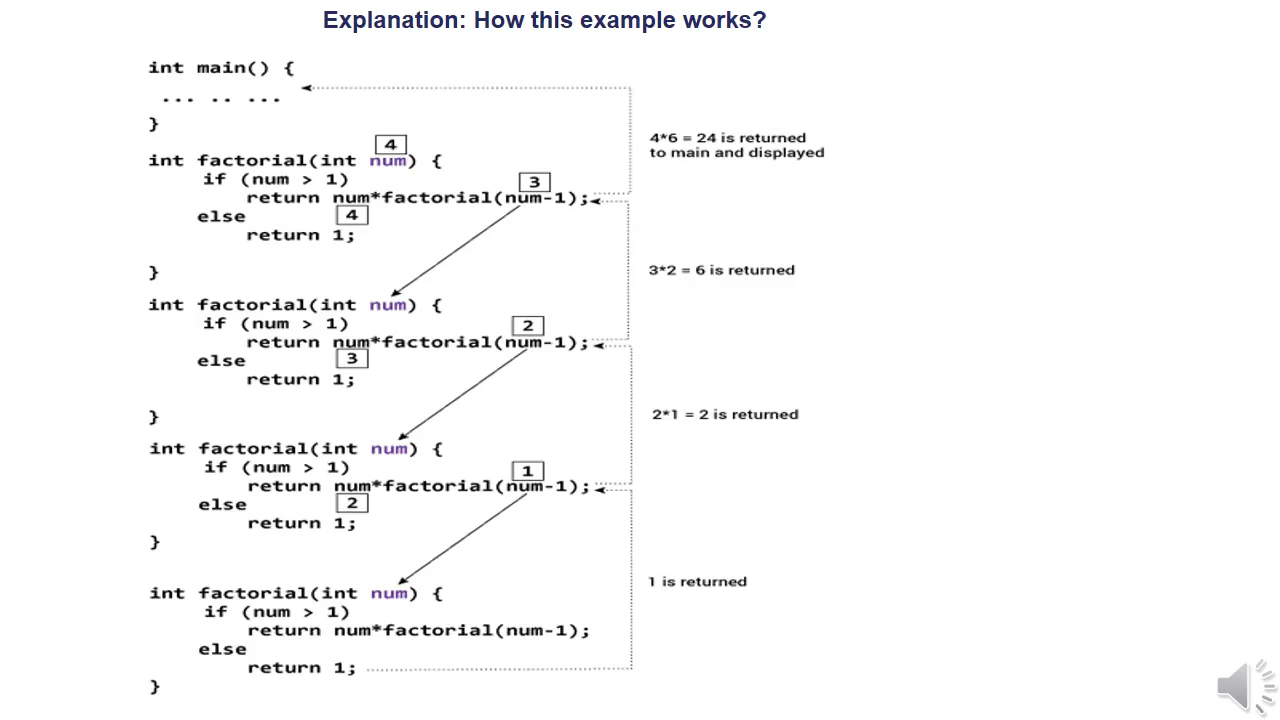 Explanation: How this example works?
int main() {
... .. ...
}
4*6 = 24 is returned
to main and displayed
4
int factorial(int num) {
if (num > 1)
3
return num*factorial(num-1);
else
4
return 1;
}
3*2 = 6 is returned
int factorial(int num) {
if (num > 1)
2
return num*factorial(num-1);
else
3
return 1;
}
2*1 = 2 is returned
int factorial(int num) {
if (num > 1)
1
return num*factorial(num-1);
else
2
return 1;
}
1 is returned
int factorial(int num) {
if (num > 1)
return num*factorial(num-1);
else
return 1;
}